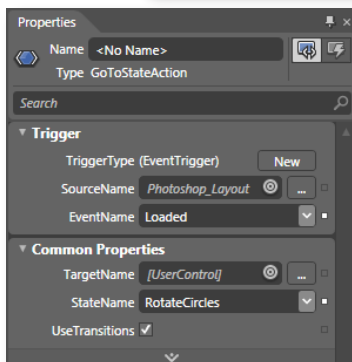 Properties
Name <No Name>
Type GoToStateAction
Search
Trigger
TriggerType (EventTrigger) New
SourceName Photoshop_Layout ...
EventName Loaded
Common Properties
TargetName [UserControl] ...
StateName RotateCircles
UseTransitions